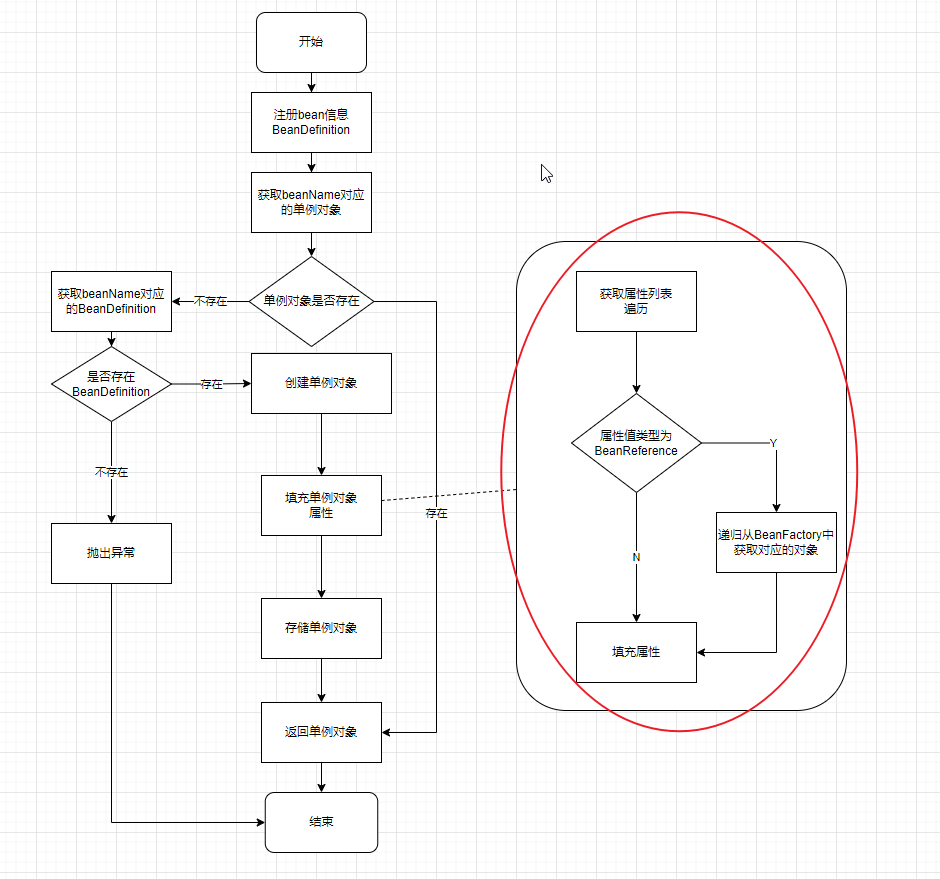 开始
注册bean信息
BeanDefinition
获取beanName对应
的单例对象
单例对象是否存在
不存在
获取beanName对应
的BeanDefinition
是否存在
BeanDefinition
存在
创建单例对象
不存在
抛出异常
填充单例对象
属性
存在
存储单例对象
返回单例对象
结束
获取属性列表
遍历
属性值类型为
BeanReference
Y
递归从BeanFactory中
获取对应的对象
N
填充属性